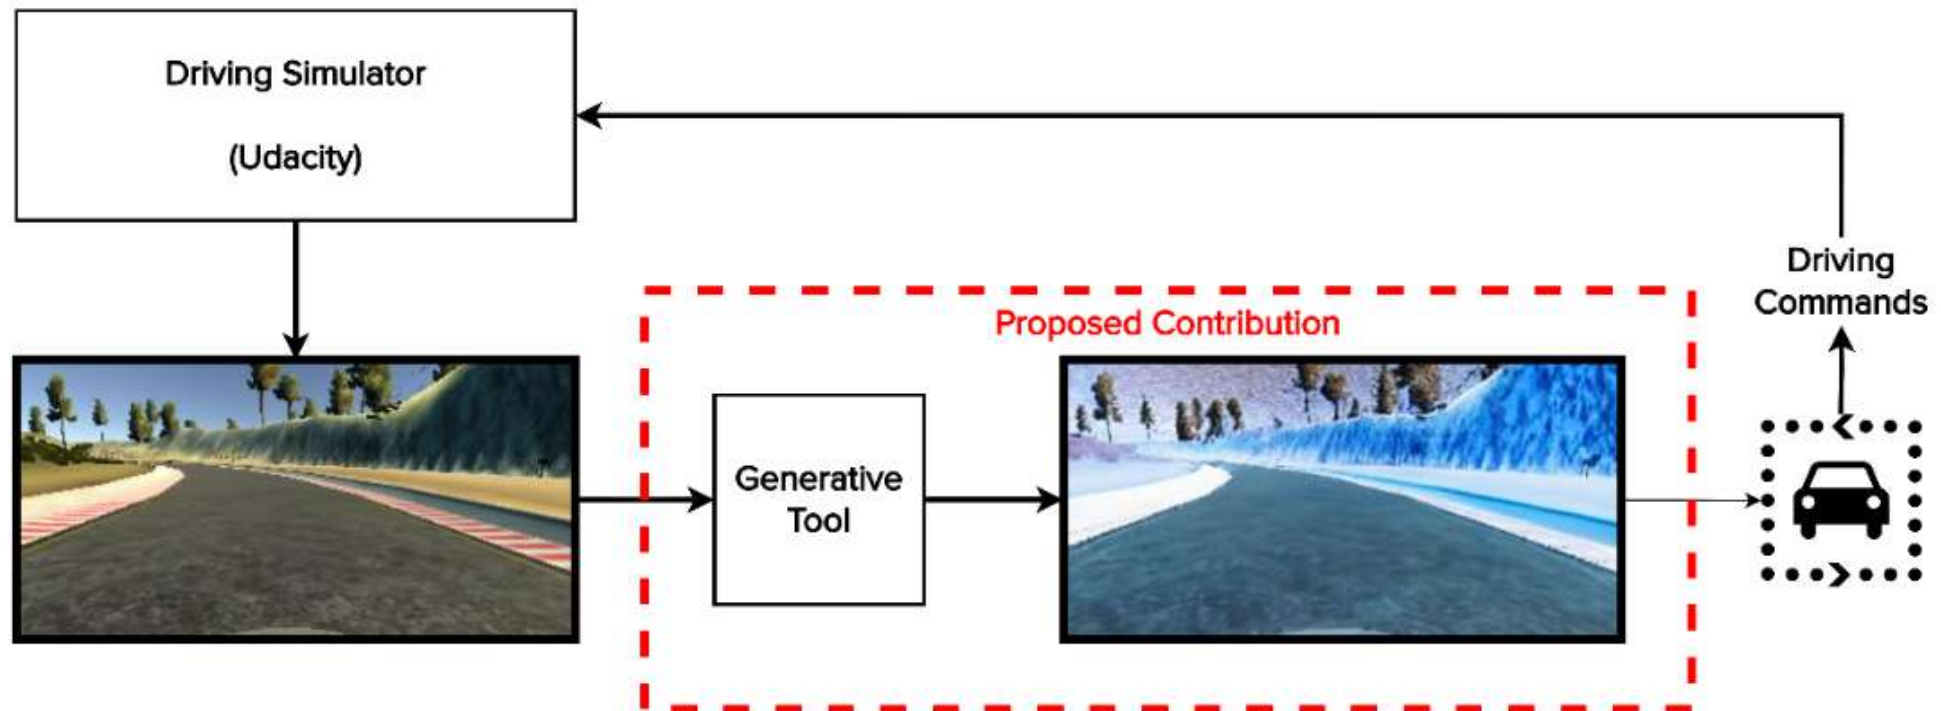 Driving Simulator
(Udacity)
Driving
Commands
Proposed Contribution
Generative
Tool